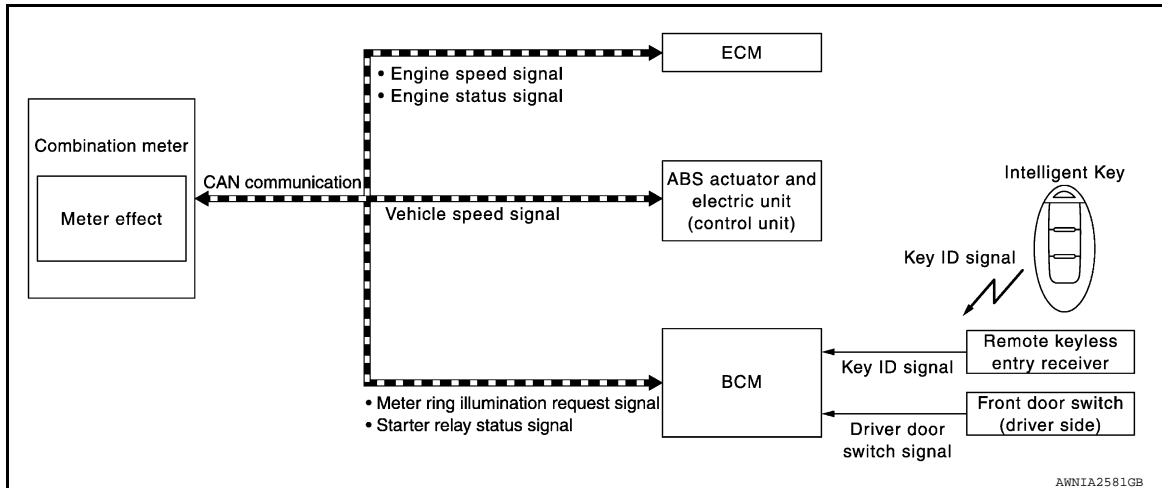 ECM
• Engine speed signal
• Engine status signal
Combination meter
Meter effect
CAN communication
Vehicle speed signal
ABS actuator and
electric unit
(control unit)
Intelligent Key
Key ID signal
BCM
Remote keyless
entry receiver
Key ID signal
• Meter ring illumination request signal
• Starter relay status signal
Front door switch
(driver side)
Driver door
switch signal
AWNIA2581GB